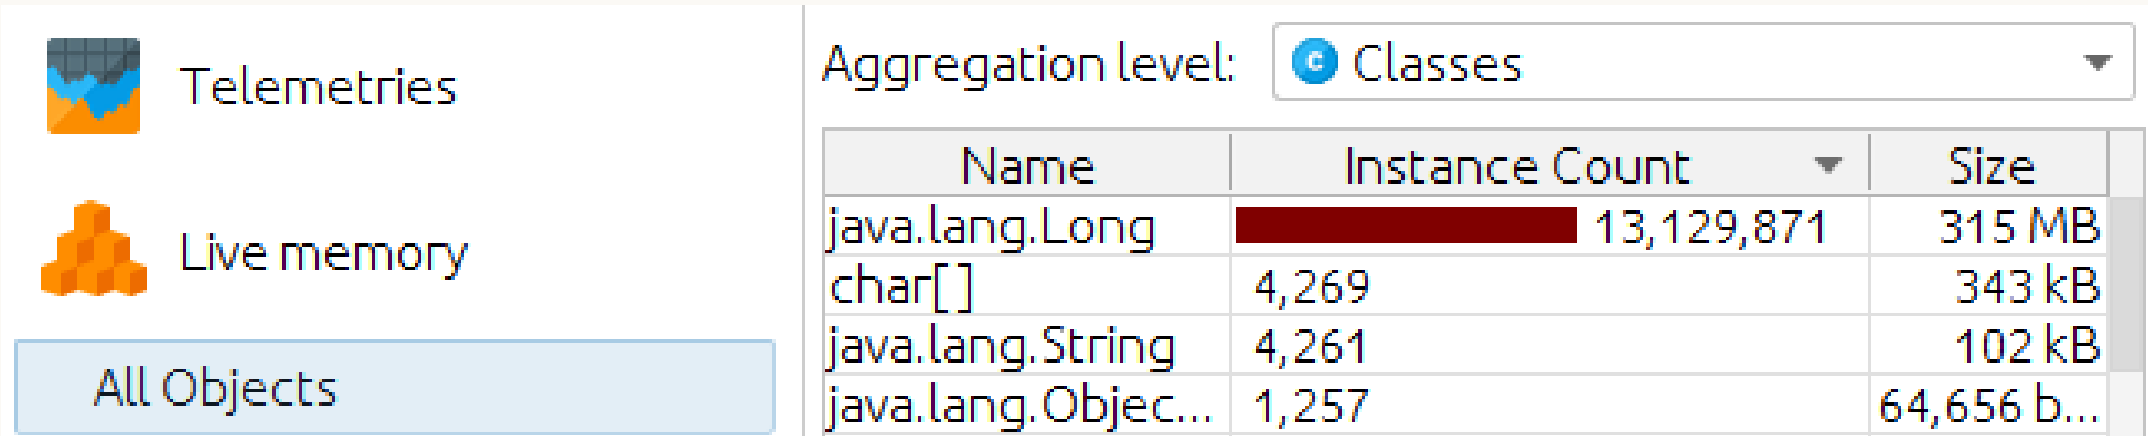 Telemetries
Live memory
All Objects
Aggregation level: Classes
Name Instance Count Size
java.lang.Long 13,129,871 315 MB
char[] 4,269 343 kB
java.lang.String 4,261 102 kB
java.lang.Objec... 1,257 64,656 b...